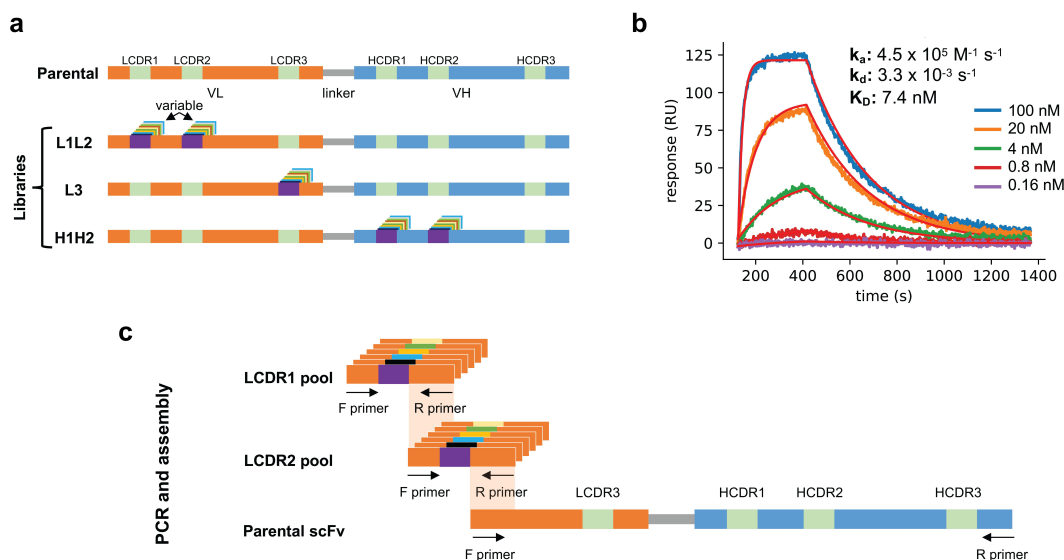 a
LCDR1 LCDR2 LCDR3 HCDR1 HCDR2 HCDR3
Parental
VL linker VH
variable
Libraries
L1L2
L3
H1H2
b
kₐ: 4.5 x 10⁵ M⁻¹ s⁻¹
k_d: 3.3 x 10⁻³ s⁻¹
K_D: 7.4 nM
100 nM
20 nM
4 nM
0.8 nM
0.16 nM
response (RU)
125
100
75
50
25
0
200 400 600 800 1000 1200 1400
time (s)
c
PCR and assembly
LCDR1 pool
F primer R primer
LCDR2 pool
F primer R primer
LCDR3 HCDR1 HCDR2 HCDR3
Parental scFv
F primer R primer